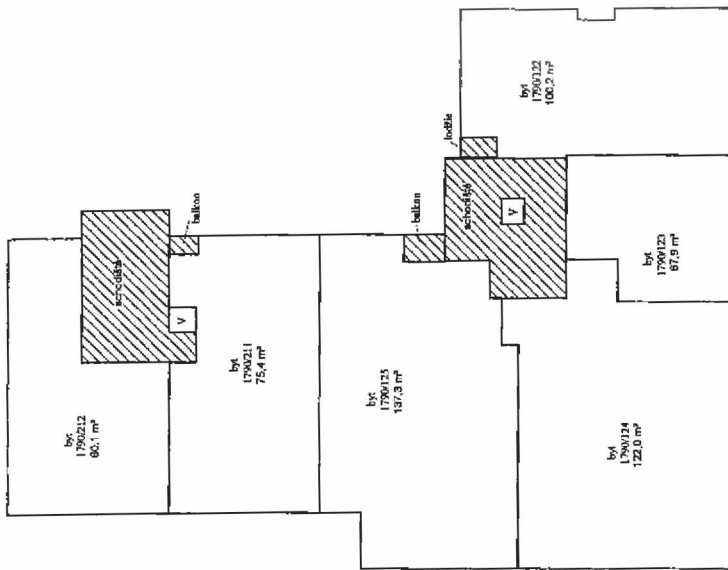 byt
1790/212
60,1 m²
schodiště
V
balkon
byt
1790/211
75,4 m²
byt
1790/125
137,3 m²
balkon
schodiště
V
lodžie
byt
1790/122
100,2 m²
byt
1790/123
67,9 m²
byt
1790/124
122,0 m²